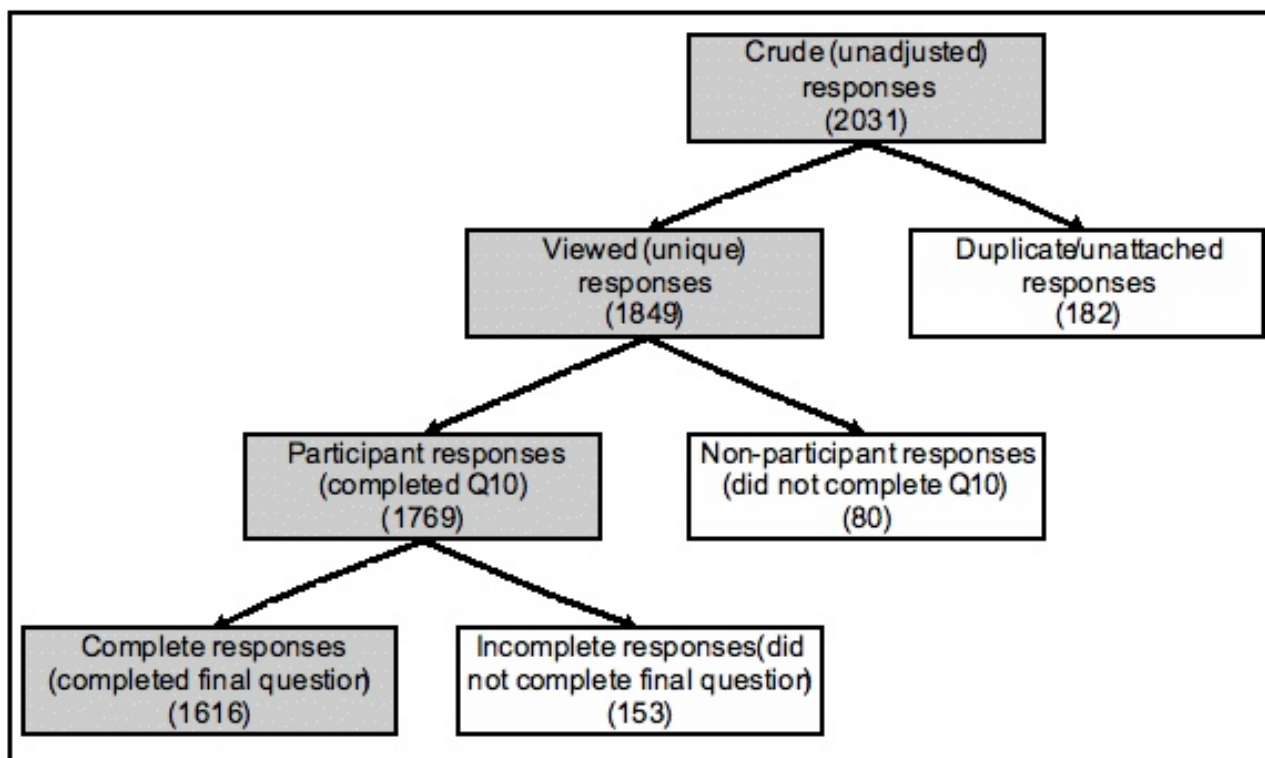 Crude (unadjusted)
responses
(2031)
Viewed (unique)
responses
(1849)
Duplicate/unattached
responses
(182)
Participant responses
(completed Q10)
(1769)
Non-participant responses
(did not complete Q10)
(80)
Complete responses
(completed final question)
(1616)
Incomplete responses(did
not complete final question)
(153)